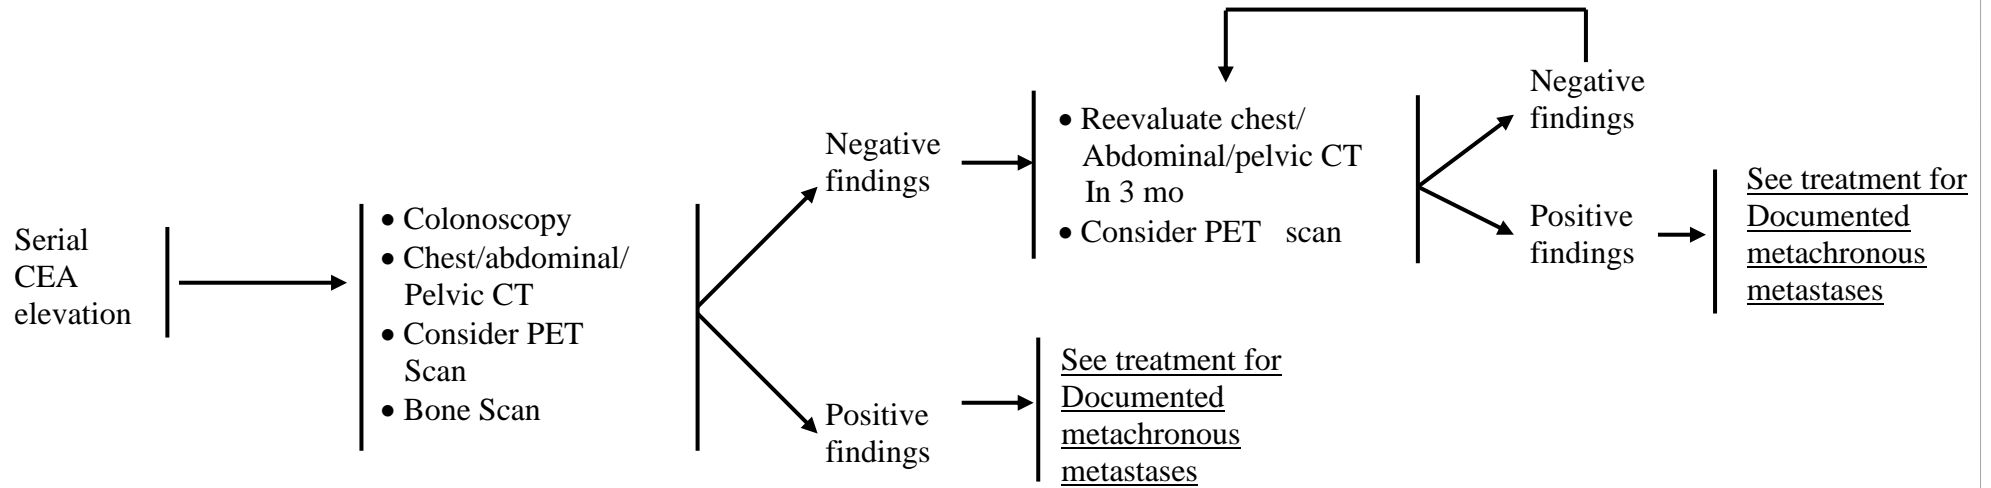 Serial
CEA
elevation
• Colonoscopy
• Chest/abdominal/
Pelvic CT
• Consider PET
Scan
• Bone Scan
Negative
findings
Positive
findings
• Reevaluate chest/
Abdominal/pelvic CT
In 3 mo
• Consider PET scan
See treatment for
Documented
metachronous
metastases
Negative
findings
Positive
findings
See treatment for
Documented
metachronous
metastases